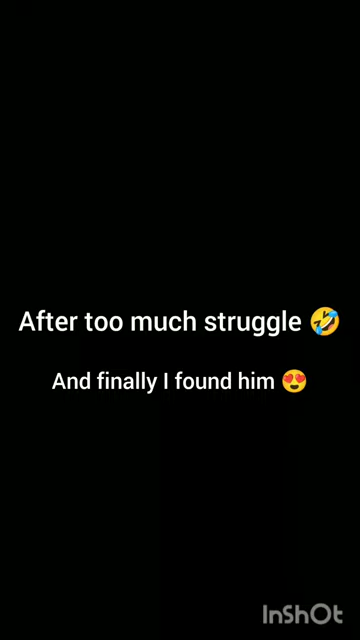 After too much struggle 🤣
And finally I found him 😍
InShOt